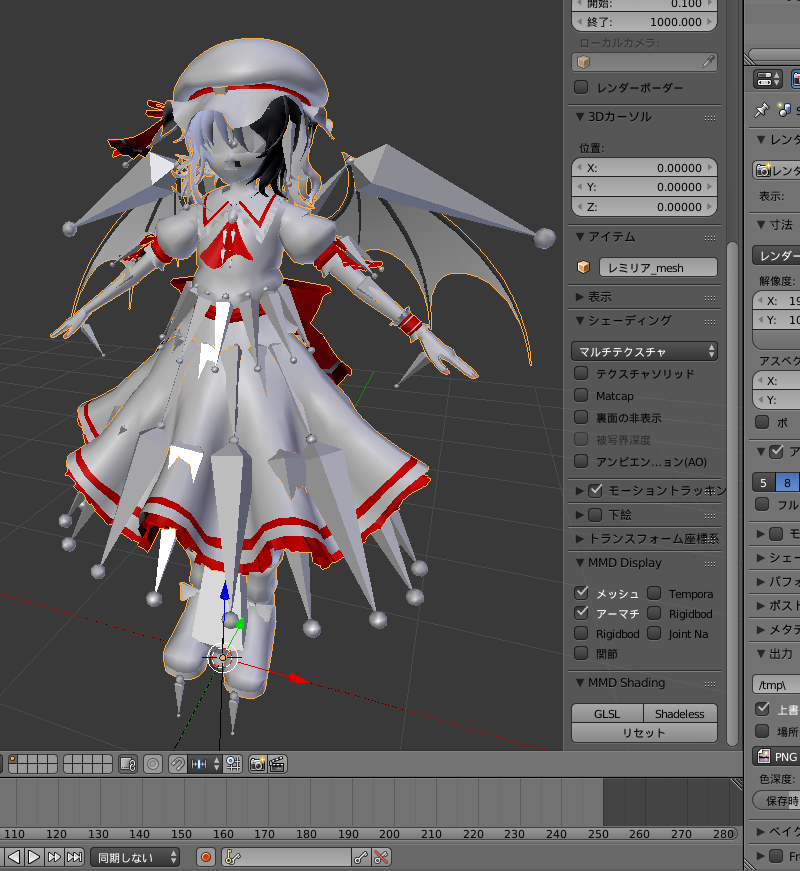 開始: 0.100
終了: 1000.000
ローカルカメラ:
レンダーボーダー
3Dカーソル
位置:
X: 0.00000
Y: 0.00000
Z: 0.00000
アイテム
レミリア_mesh
表示
シェーディング
マルチテクスチャ
テクスチャソリッド
Matcap
裏面の非表示
被写界深度
アンビエン...ョン(AO)
モーショントラッキン
下絵
トランスフォーム座標系
MMD Display
メッシュ Tempora
アーマチ Rigidbod
Rigidbod Joint Na
関節
MMD Shading
GLSL Shadeless
リセット
レンタ
レンタ
表示:
寸法
レンダー
解像度:
X: 19
Y: 10
アスペク
X:
Y:
ボ
ア
5 8
フル
モ
シェー
パフォ
ポスト
メタデ
出力
/tmp\
上書
場所
PNG
色深度:
保存時
ベイク
Fr
110 120 130 140 150 160 170 180 190 200 210 220 230 240 250 260 270 280
同期しない